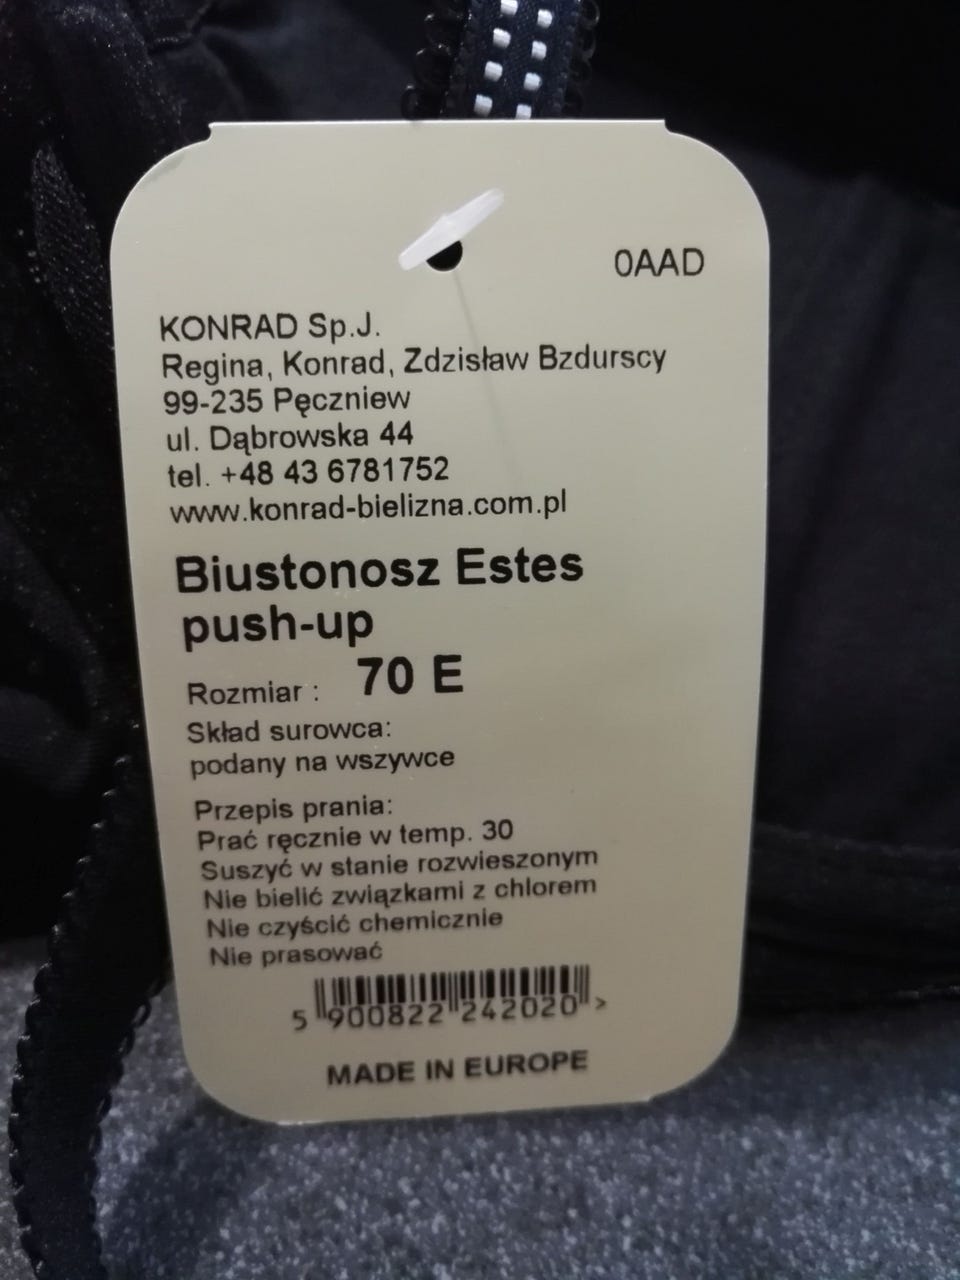 0AAD
KONRAD Sp.J.
Regina, Konrad, Zdzisław Bzdurscy
99-235 Pęczniew
ul. Dąbrowska 44
tel. +48 43 6781752
www.konrad-bielizna.com.pl
Biustonosz Estes
push-up
Rozmiar : 70 E
Skład surowca:
podany na wszywce
Przepis prania:
Prać ręcznie w temp. 30
Suszyć w stanie rozwieszonym
Nie bielić związkami z chlorem
Nie czyścić chemicznie
Nie prasować
5 900822 242020 >
MADE IN EUROPE